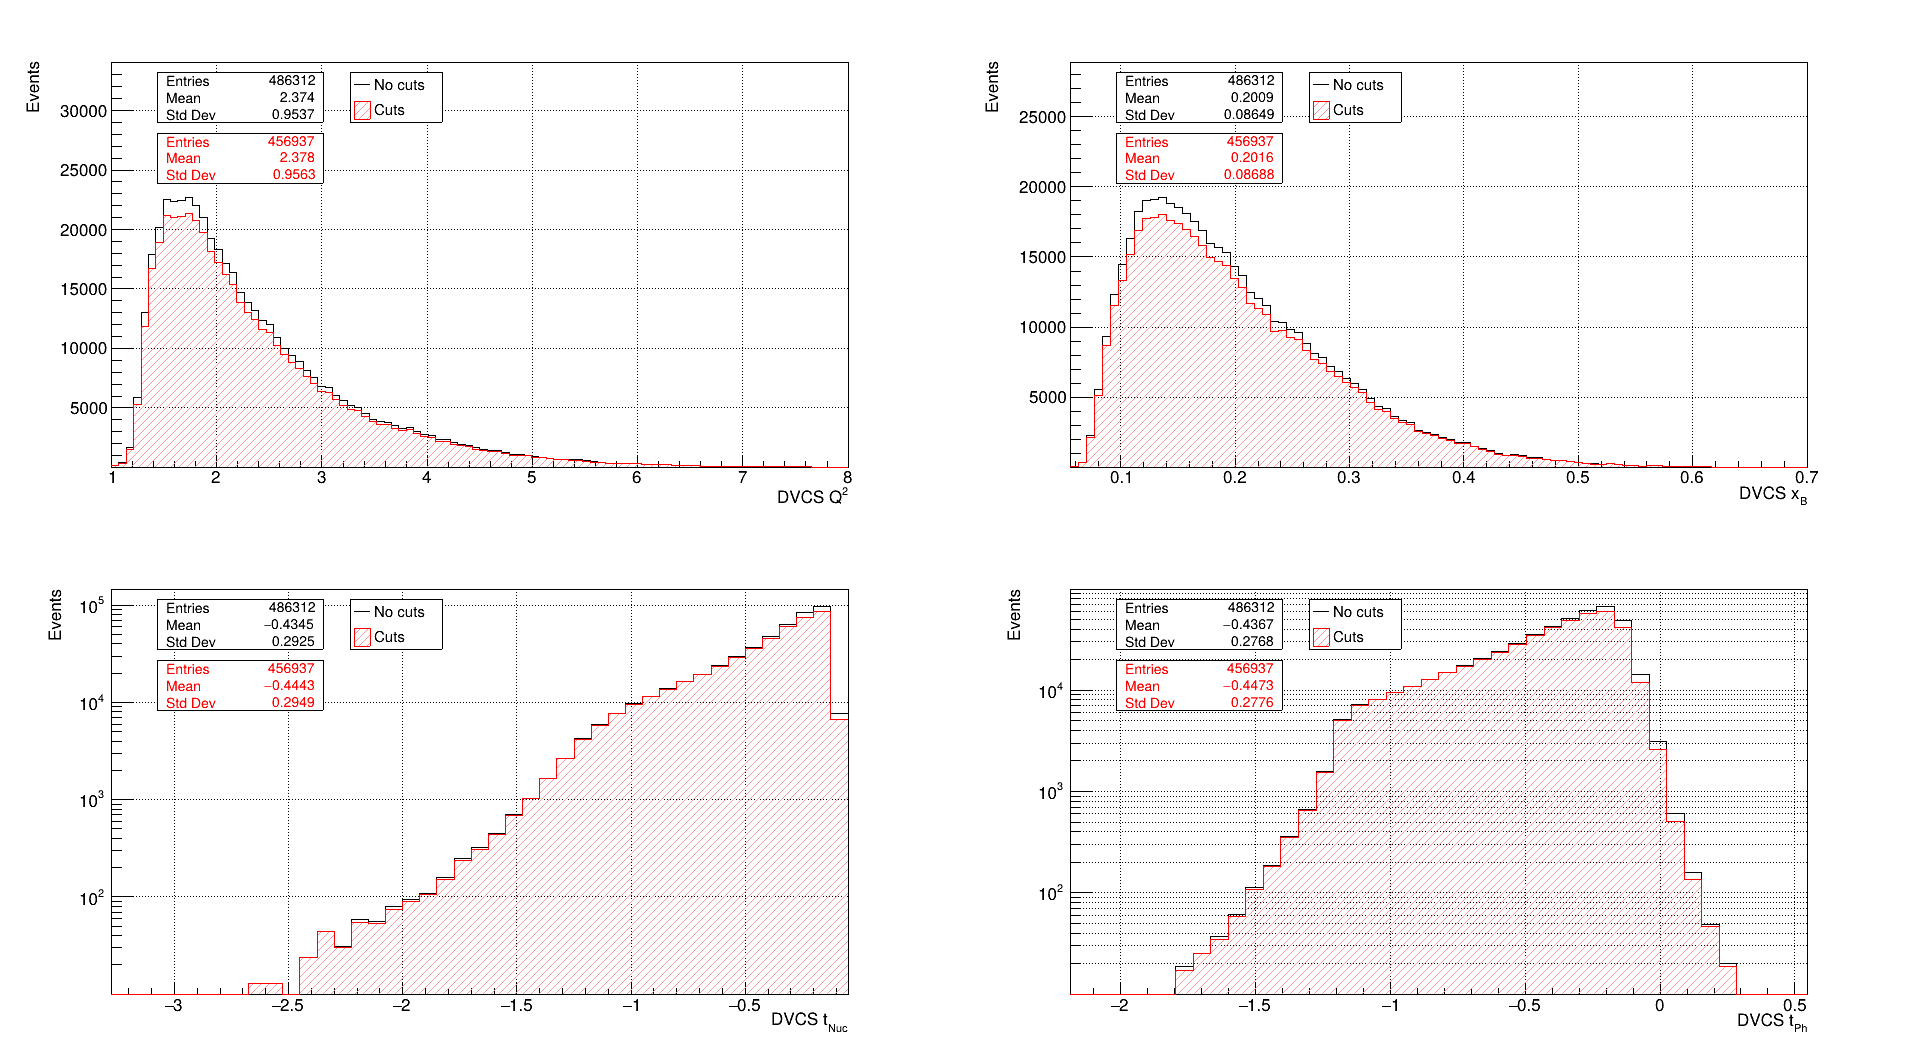 Events
Entries 486312
Mean 2.374
Std Dev 0.9537
No cuts
Cuts
Entries 456937
Mean 2.378
Std Dev 0.9563
30000
25000
20000
15000
10000
5000
1 2 3 4 5 6 7 8
DVCS Q²
Events
Entries 486312
Mean 0.2009
Std Dev 0.08649
No cuts
Cuts
Entries 456937
Mean 0.2016
Std Dev 0.08688
25000
20000
15000
10000
5000
0.1 0.2 0.3 0.4 0.5 0.6 0.7
DVCS x_B
Events
Entries 486312
Mean −0.4345
Std Dev 0.2925
No cuts
Cuts
Entries 456937
Mean −0.4443
Std Dev 0.2949
10⁵
10⁴
10³
10²
−3 −2.5 −2 −1.5 −1 −0.5
DVCS t_Nuc
Events
Entries 486312
Mean −0.4367
Std Dev 0.2768
No cuts
Cuts
Entries 456937
Mean −0.4473
Std Dev 0.2776
10⁴
10³
10²
−2 −1.5 −1 −0.5 0 0.5
DVCS t_Ph